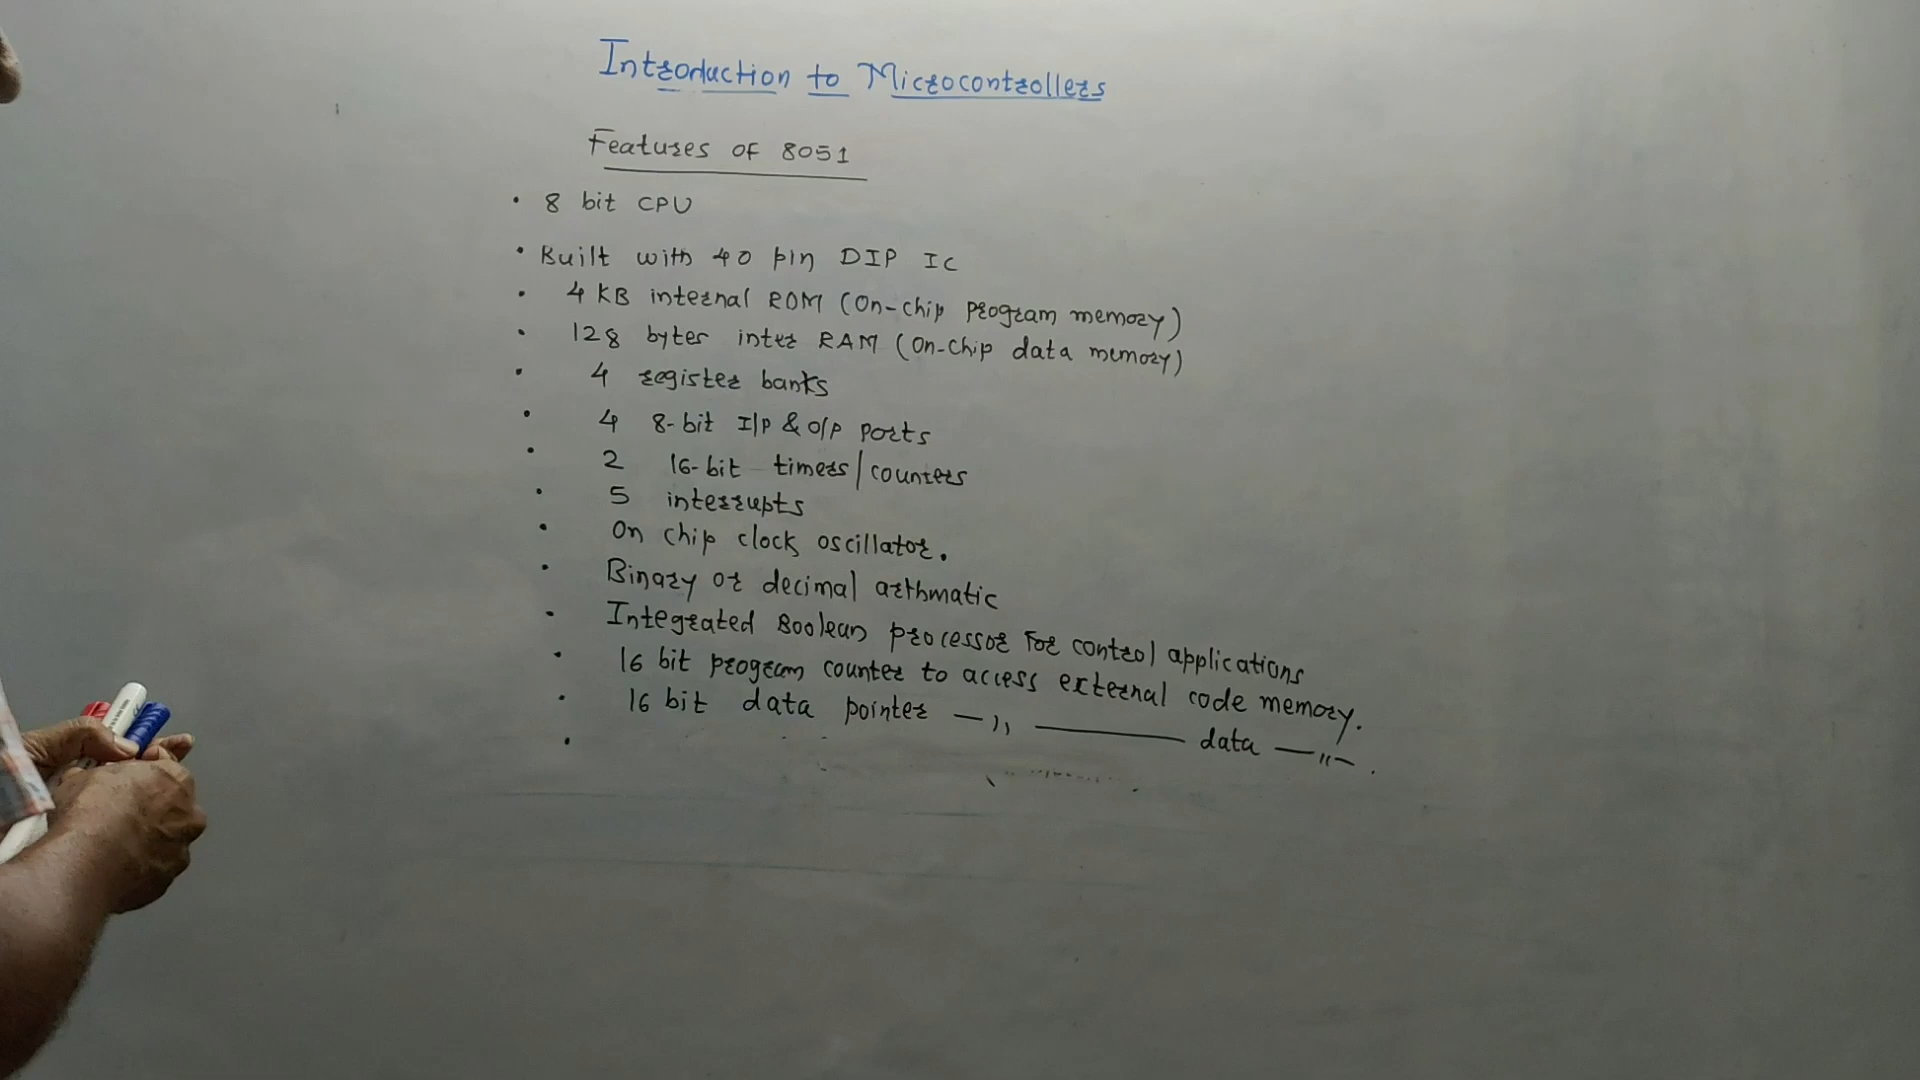 Introduction to Microcontrollers
Features of 8051
• 8 bit CPU
• Built with 40 pin DIP IC
• 4 KB internal ROM (On-chip program memory)
• 128 bytes inter RAM (On-chip data memory)
• 4 register banks
• 4 8-bit I/P & O/P ports
• 2 16-bit timers/counters
• 5 interrupts
• On chip clock oscillator.
• Binary or decimal arthmatic
• Integrated Boolean processor for control applications
• 16 bit program counter to access external code memory.
• 16 bit data pointer —〃 ——— data —〃— .
•